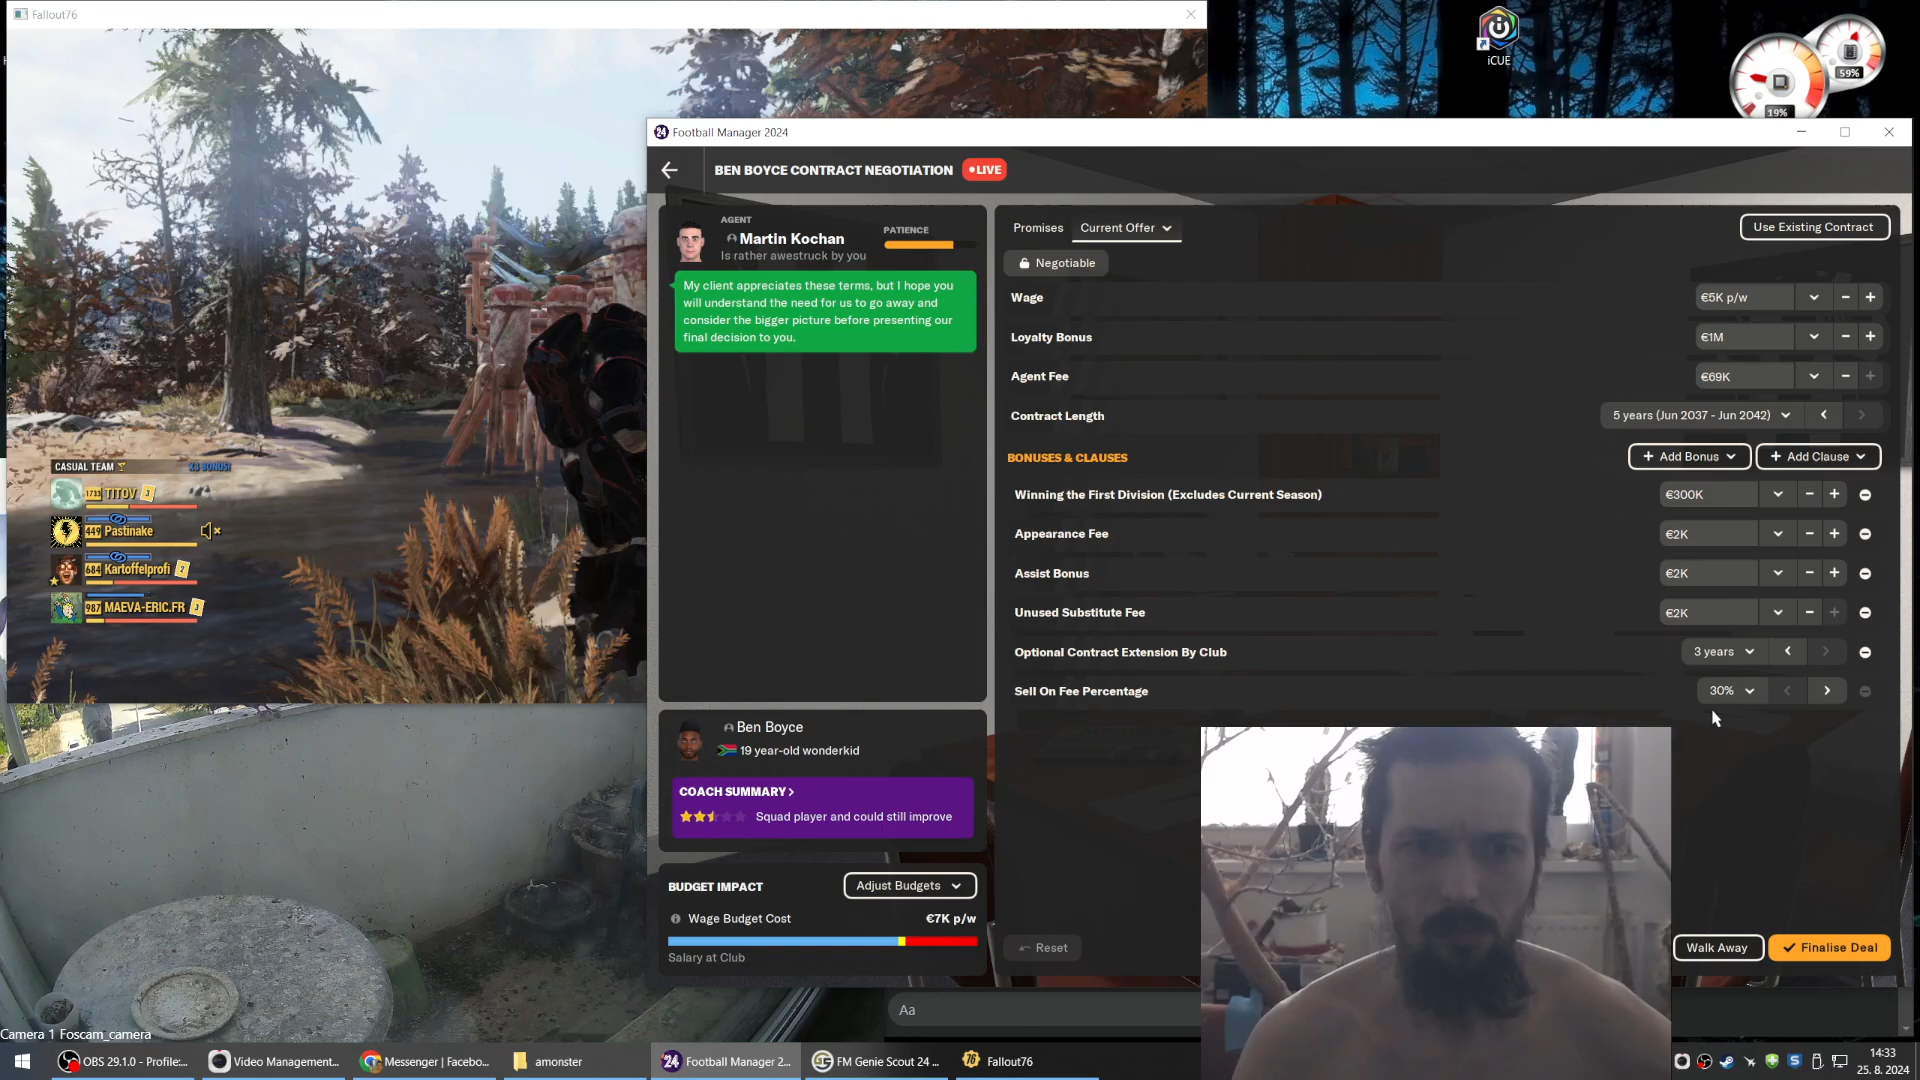 Fallout76
iCUE
59%
19%
Football Manager 2024
BEN BOYCE CONTRACT NEGOTIATION
LIVE
AGENT
Martin Kochan
Is rather awestruck by you
PATIENCE
My client appreciates these terms, but I hope you
will understand the need for us to go away and
consider the bigger picture before presenting our
final decision to you.
Promises
Current Offer
Use Existing Contract
Negotiable
Wage
€5K p/w
Loyalty Bonus
€1M
Agent Fee
€69K
Contract Length
5 years (Jun 2037 - Jun 2042)
BONUSES & CLAUSES
Add Bonus
Add Clause
Winning the First Division (Excludes Current Season)
€300K
Appearance Fee
€2K
Assist Bonus
€2K
Unused Substitute Fee
€2K
Optional Contract Extension By Club
3 years
Sell On Fee Percentage
30%
CASUAL TEAM
X3 BONUS!
1733 TITOV 3
449 Pastinake
684 Kartoffelprofi 2
987 MAEVA-ERIC.FR
Ben Boyce
19 year-old wonderkid
COACH SUMMARY >
Squad player and could still improve
BUDGET IMPACT
Adjust Budgets
Wage Budget Cost
€7K p/w
Salary at Club
Reset
Walk Away
Finalise Deal
Aa
Camera 1 Foscam_camera
OBS 29.1.0 - Profile:...
Video Management...
Messenger | Facebo...
amonster
Football Manager 2...
FM Genie Scout 24 ...
Fallout76
14:33
25. 8. 2024